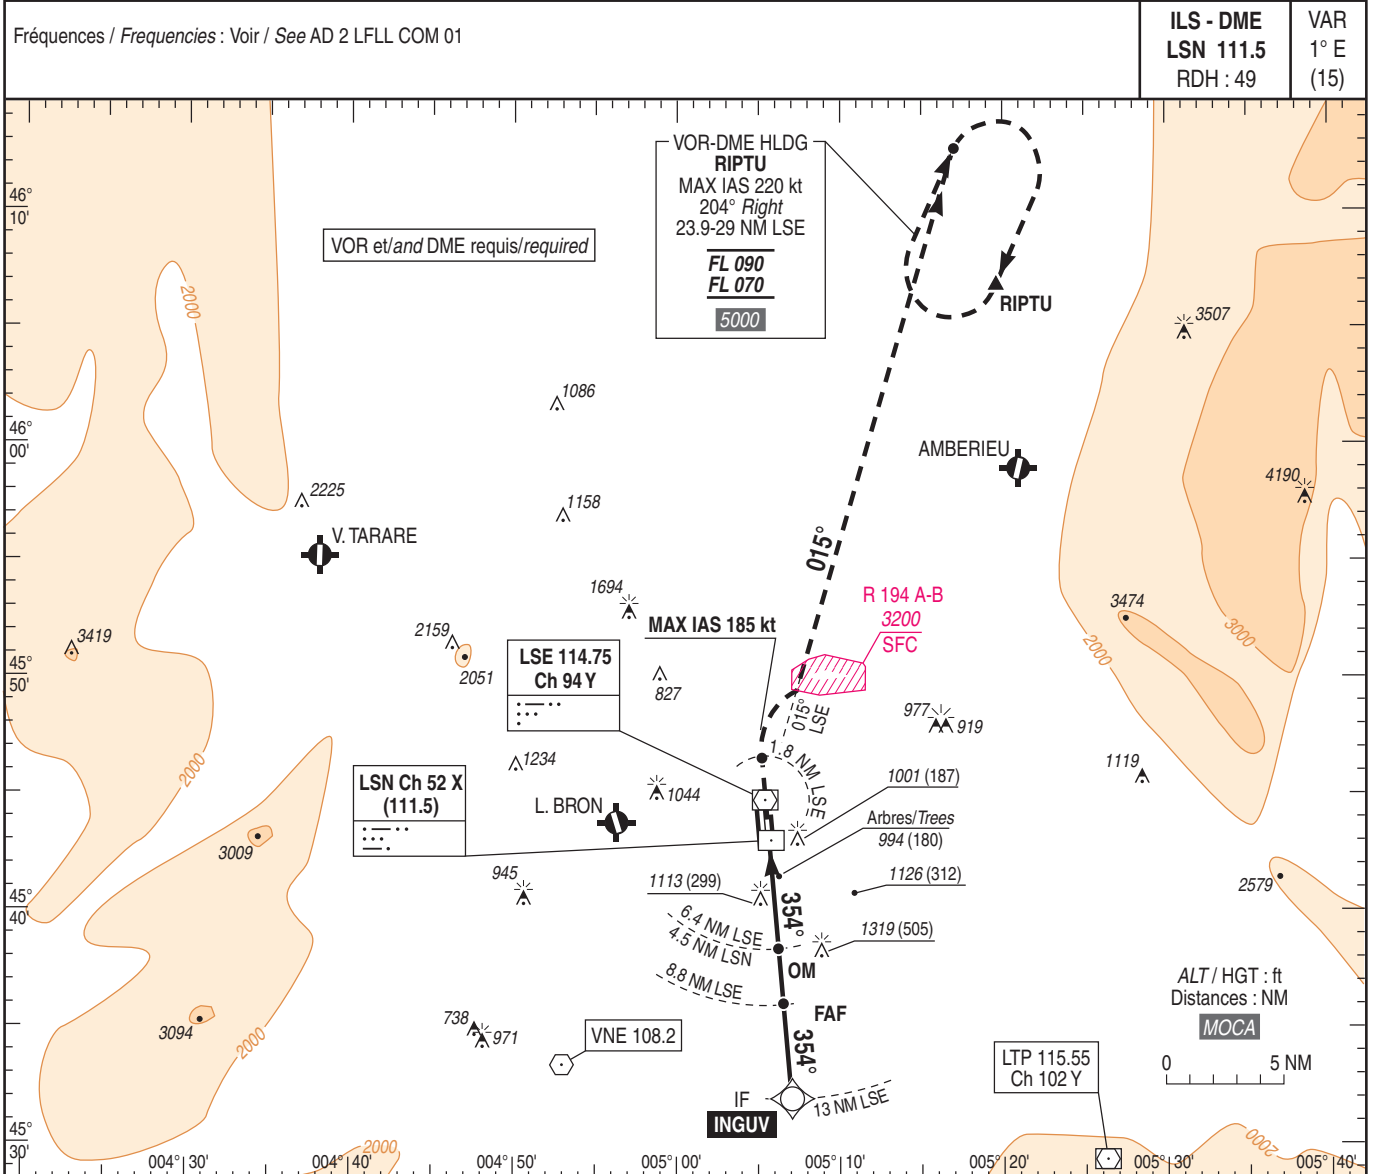 Fréquences / Frequencies : Voir / See AD 2 LFLL COM 01
ILS - DME
LSN 111.5
RDH : 49
VAR
1° E
(15)
VOR-DME HLDG
RIPTU
MAX IAS 220 kt
204° Right
23.9-29 NM LSE
FL 090
FL 070
5000
VOR et/and DME requis/required
46°
10'
2000
RIPTU
3507
1086
46°
00'
AMBERIEU
4190
2225
1158
V. TARARE
015°
1694
R 194 A-B
3200
SFC
3474
3000
2000
3419
2159
2051
MAX IAS 185 kt
45°
50'
LSE 114.75
Ch 94 Y
827
015°
LSE
977
919
2000
1234
1.8 NM LSE
1119
LSN Ch 52 X
(111.5)
1044
1001 (187)
L. BRON
Arbres/Trees
994 (180)
3009
945
1113 (299)
1126 (312)
2579
45°
40'
354°
6.4 NM LSE
4.5 NM LSN
1319 (505)
OM
8.8 NM LSE
FAF
ALT / HGT : ft
Distances : NM
MOCA
0 5 NM
3094
2000
738
971
VNE 108.2
354°
LTP 115.55
Ch 102 Y
IF
INGUV
13 NM LSE
45°
30'
2000
2000
004° 30'
004° 40'
004° 50'
005° 00'
005° 10'
005° 20'
005° 30'
005° 40'